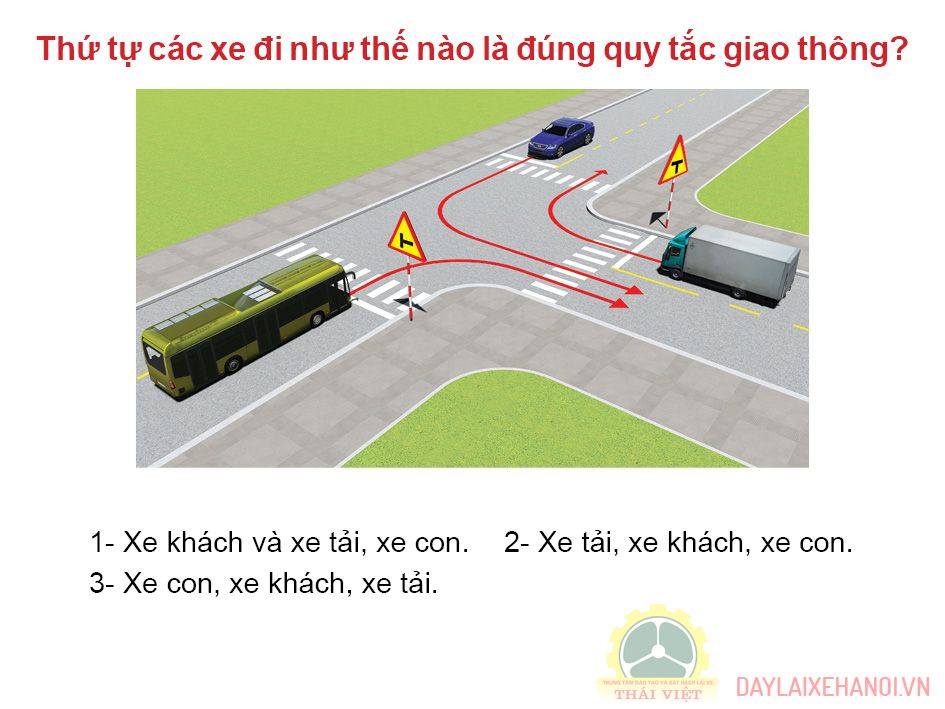 Thứ tự các xe đi như thế nào là đúng quy tắc giao thông?
1- Xe khách và xe tải, xe con. 2- Xe tải, xe khách, xe con.
3- Xe con, xe khách, xe tải.
TRUNG TÂM ĐÀO TẠO VÀ SÁT HẠCH LÁI XE
THÁI VIỆT
DAYLAIXEHANOI.VN